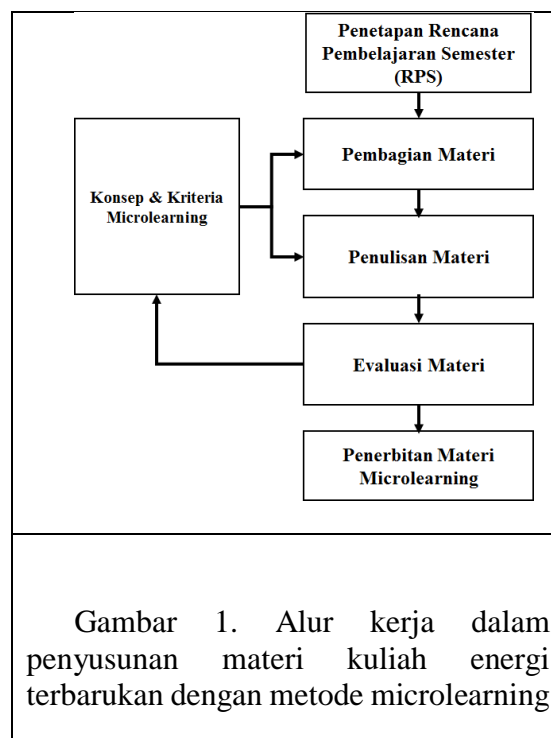 Penetapan Rencana
Pembelajaran Semester
(RPS)
Pembagian Materi
Konsep & Kriteria
Microlearning
Penulisan Materi
Evaluasi Materi
Penerbitan Materi
Microlearning
Gambar 1. Alur kerja dalam
penyusunan materi kuliah energi
terbarukan dengan metode microlearning